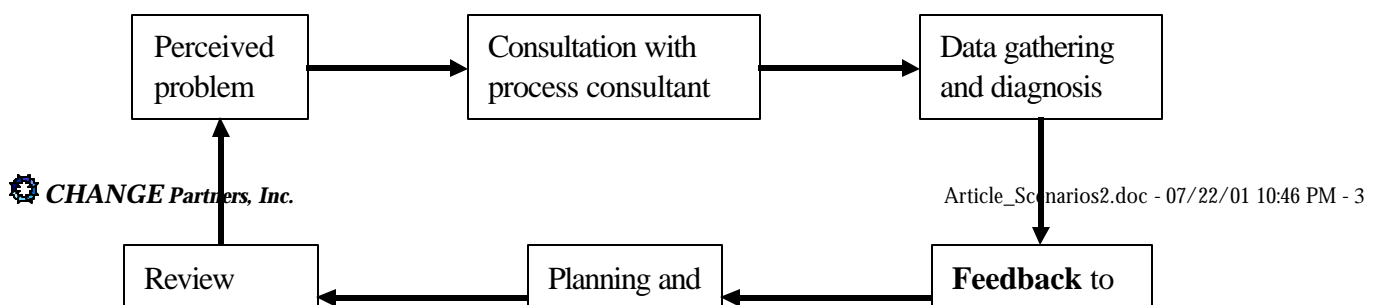 Perceived
problem
Consultation with
process consultant
Data gathering
and diagnosis
CHANGE Partners, Inc.
Article_Scenarios2.doc - 07/22/01 10:46 PM - 3
Review
Planning and
Feedback to